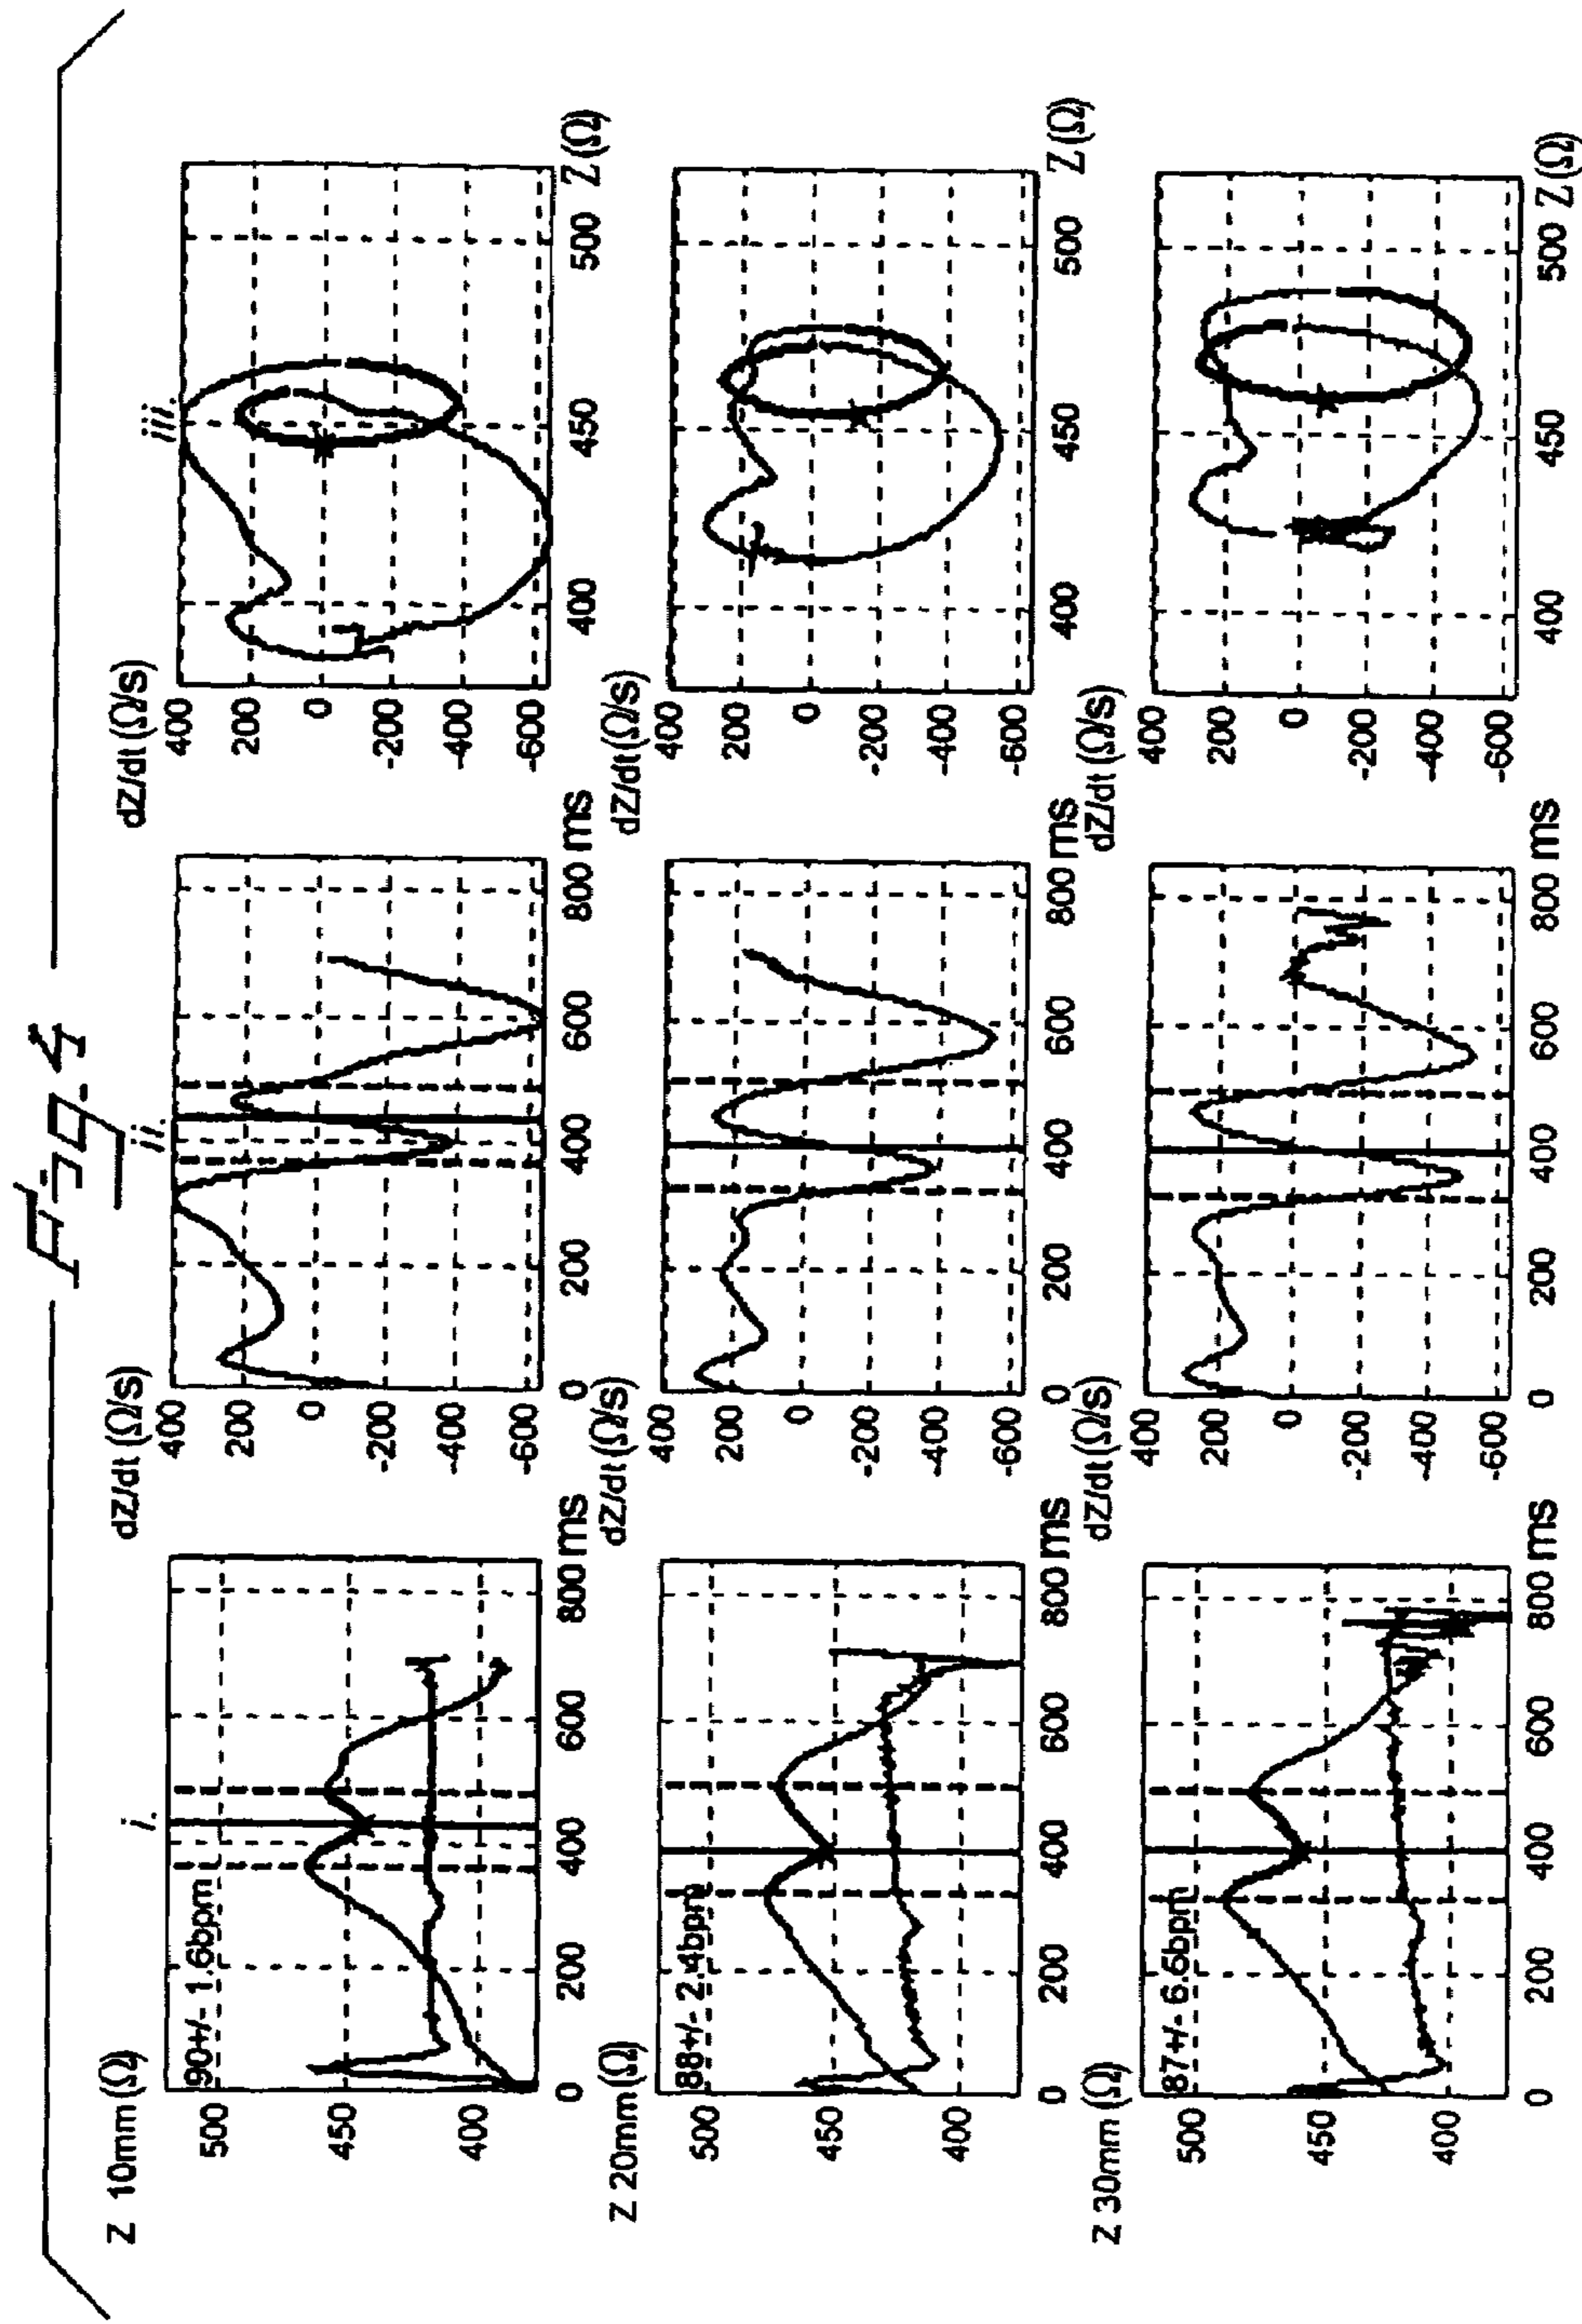 Fig. 4
i.
ii.
iii.
Z 10mm (Ω)
90+/- 1.6bpm
500
450
400
0 200 400 600 800 ms
dZ/dt (Ω/s)
400
200
0
-200
-400
-600
0 200 400 600 800 ms
dZ/dt (Ω/s)
400
200
0
-200
-400
-600
400 450 500 Z (Ω)
Z 20mm (Ω)
88+/- 2.4bpm
500
450
400
0 200 400 600 800 ms
dZ/dt (Ω/s)
400
200
0
-200
-400
-600
0 200 400 600 800 ms
dZ/dt (Ω/s)
400
200
0
-200
-400
-600
400 450 500 Z (Ω)
Z 30mm (Ω)
87+/- 6.6bpm
500
450
400
0 200 400 600 800 ms
dZ/dt (Ω/s)
400
200
0
-200
-400
-600
0 200 400 600 800 ms
dZ/dt (Ω/s)
400
200
0
-200
-400
-600
400 450 500 Z (Ω)